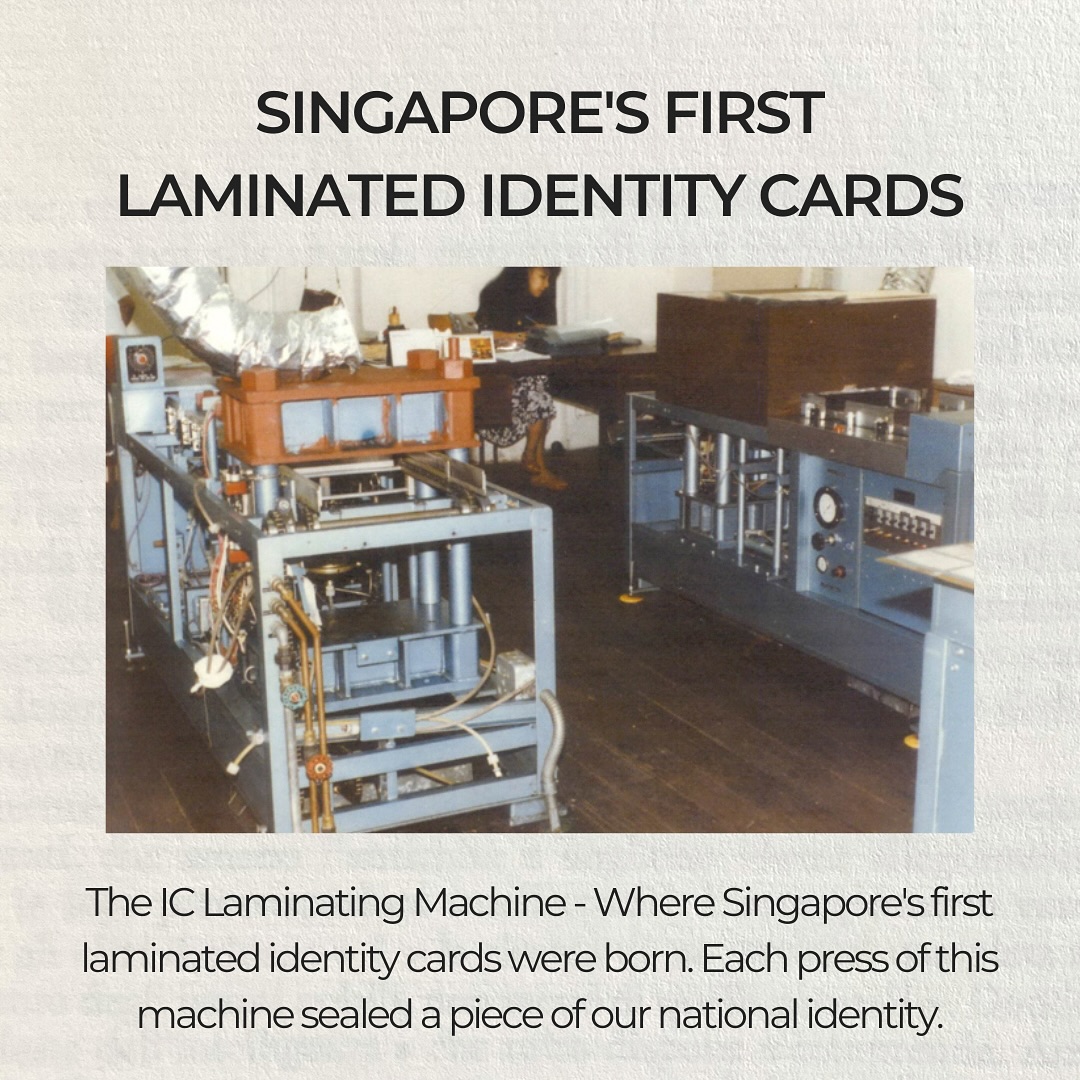 SINGAPORE'S FIRST
LAMINATED IDENTITY CARDS
The IC Laminating Machine - Where Singapore's first
laminated identity cards were born. Each press of this
machine sealed a piece of our national identity.